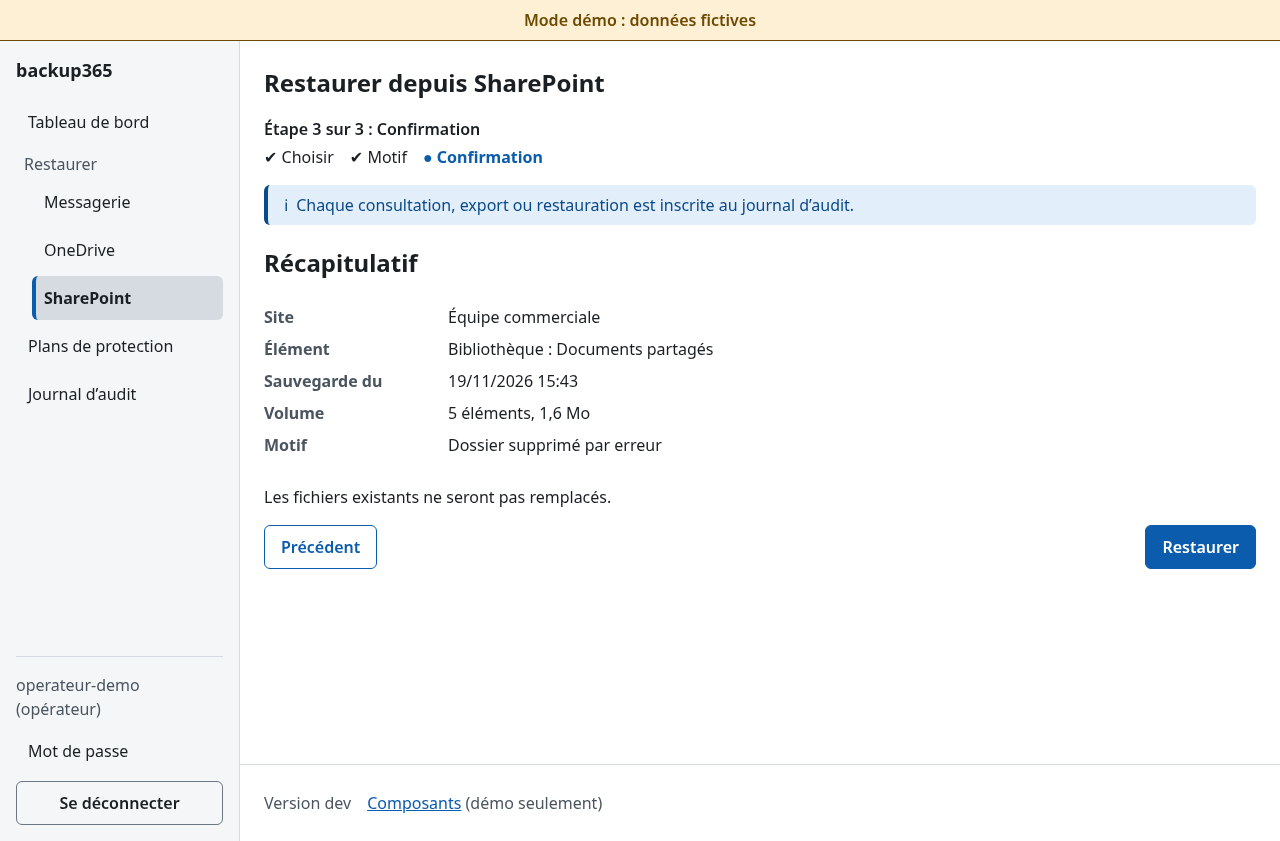 Mode démo : données fictives
backup365
Tableau de bord
Restaurer
Messagerie
OneDrive
SharePoint
Plans de protection
Journal d’audit
operateur-demo
(opérateur)
Mot de passe
Se déconnecter
Restaurer depuis SharePoint
Étape 3 sur 3 : Confirmation
✔ Choisir ✔ Motif ● Confirmation
i Chaque consultation, export ou restauration est inscrite au journal d’audit.
Récapitulatif
Site Équipe commerciale
Élément Bibliothèque : Documents partagés
Sauvegarde du 19/11/2026 15:43
Volume 5 éléments, 1,6 Mo
Motif Dossier supprimé par erreur
Les fichiers existants ne seront pas remplacés.
Précédent Restaurer
Version dev Composants (démo seulement)